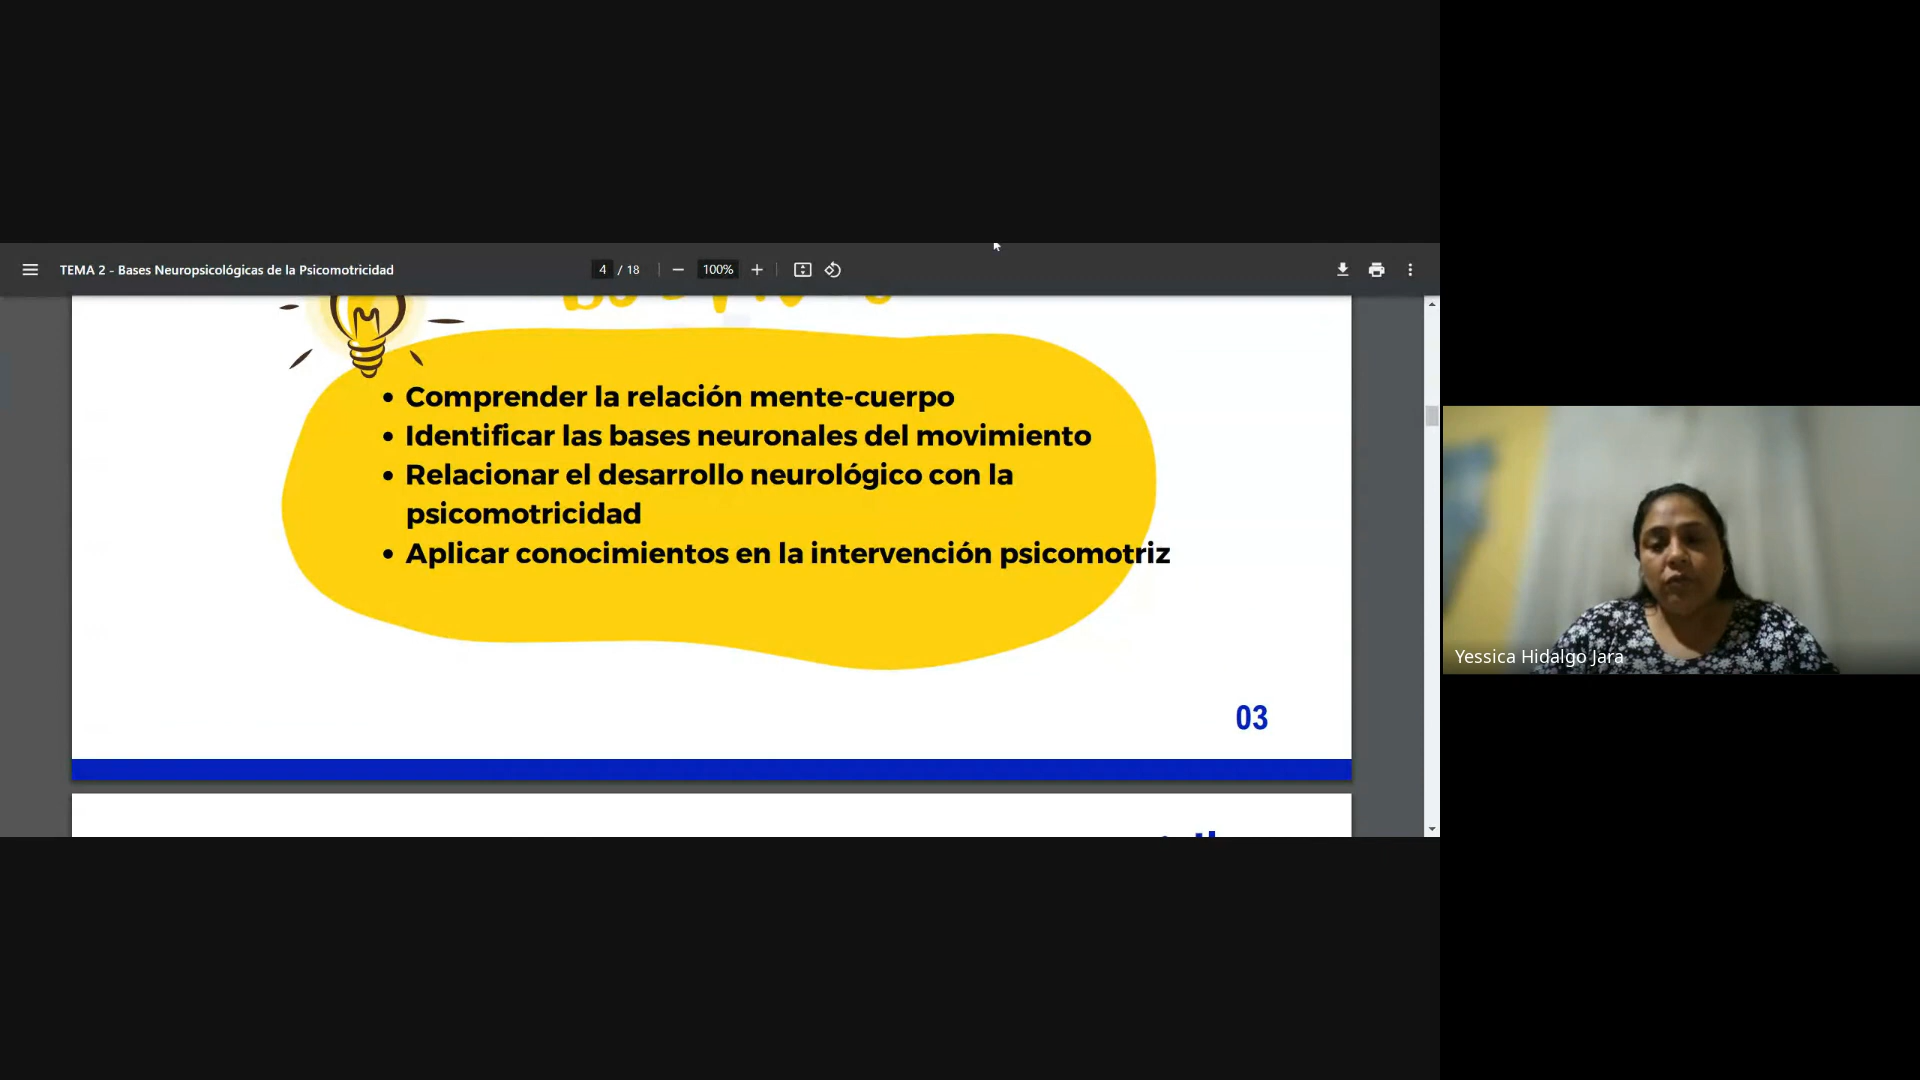 TEMA 2 - Bases Neuropsicológicas de la Psicomotricidad
4 / 18
100%
• Comprender la relación mente-cuerpo
• Identificar las bases neuronales del movimiento
• Relacionar el desarrollo neurológico con la
psicomotricidad
• Aplicar conocimientos en la intervención psicomotriz
03
Yessica Hidalgo Jara